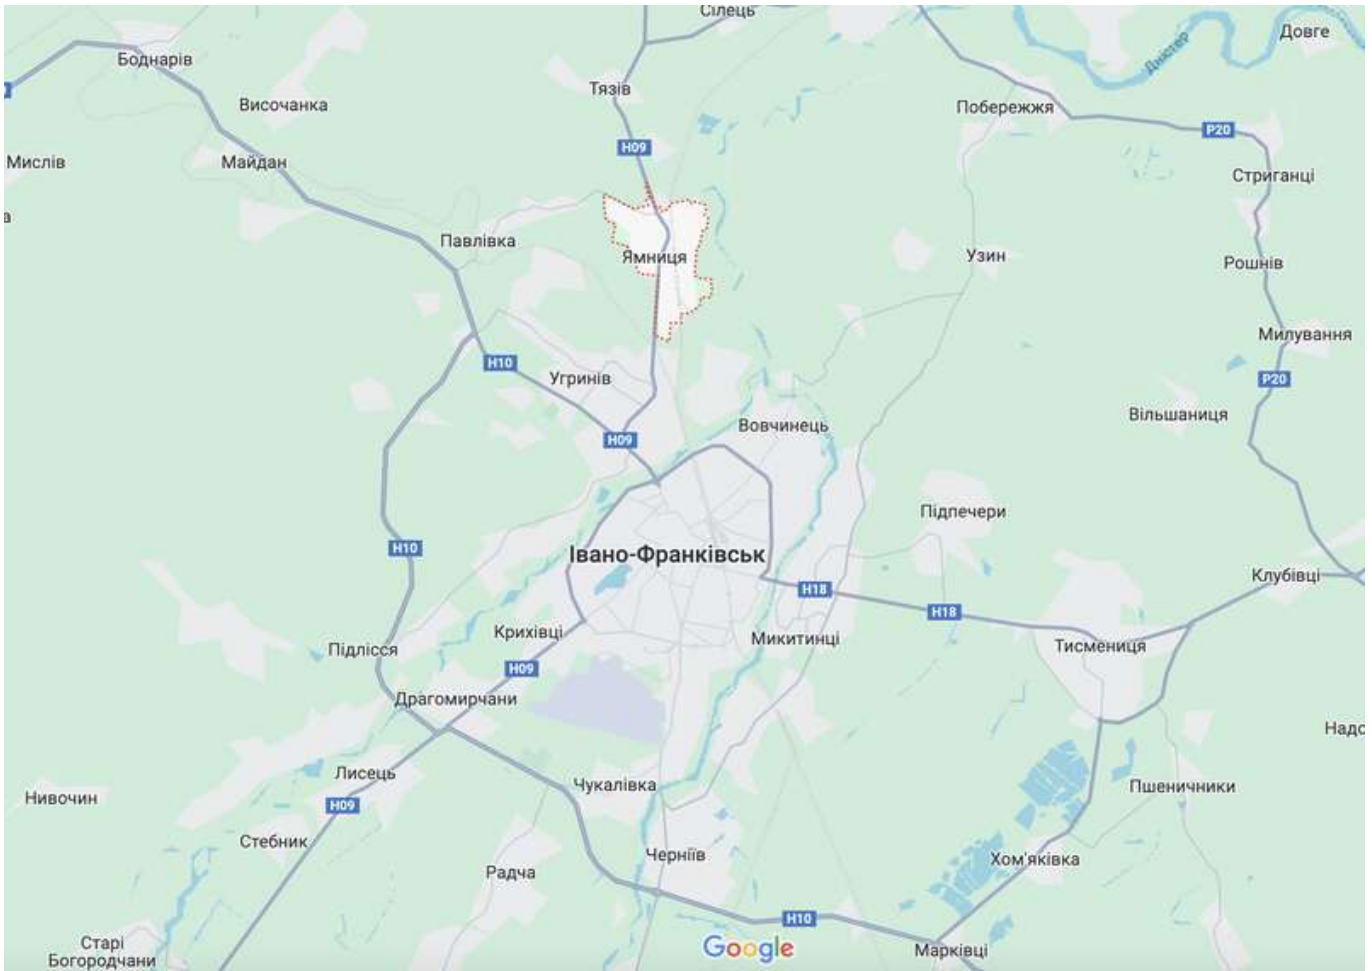 Сілець
Довге
Боднарів
Дністер
Тязів
Височанка
Побережжя
P20
H09
Мислів
Майдан
Стриганці
Павлівка
Ямниця
Узин
Рошнів
Милування
H10
Угринів
P20
Вільшаниця
Вовчинець
H09
Підпечери
H10
Івано-Франківськ
Клубівці
H18
H18
Крихівці
Микитинці
Тисмениця
Підлісся
H09
Драгомирчани
Надо
Лисець
Чукалівка
Пшеничники
Нивочин
H09
Стебник
Черніїв
Хом'яківка
Радча
H10
Старі
Богородчани
Google
Марківці